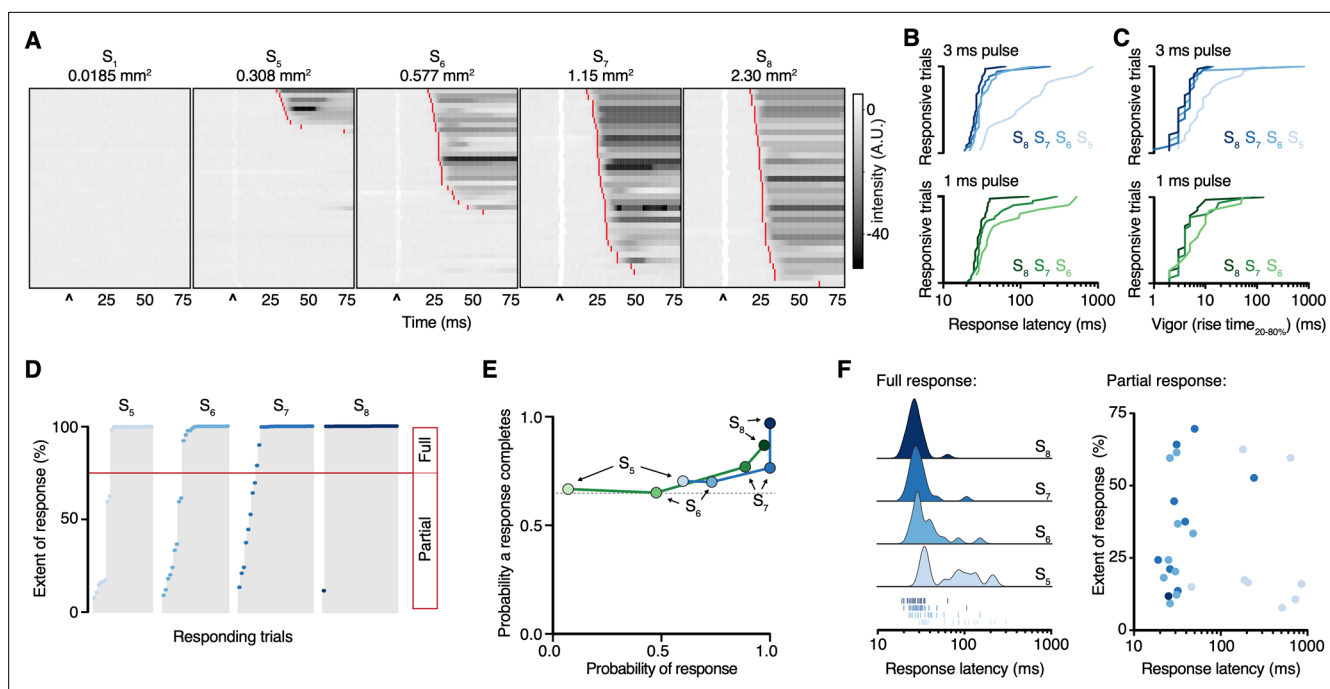 A
S1 S5 S6 S7 S8
0.0185 mm² 0.308 mm² 0.577 mm² 1.15 mm² 2.30 mm²
0
-40
intensity (A.U.)
^ 25 50 75 ^ 25 50 75 ^ 25 50 75 ^ 25 50 75 ^ 25 50 75
Time (ms)
B
3 ms pulse
Responsive trials
S8 S7 S6 S5
1 ms pulse
Responsive trials
S8 S7 S6
10 100 1000
Response latency (ms)
C
3 ms pulse
Responsive trials
S8 S7 S6 S5
1 ms pulse
Responsive trials
S8 S7 S6
1 10 100 1000
Vigor (rise time20-80%) (ms)
D
S5 S6 S7 S8
Extent of response (%)
100
50
0
Full
Partial
Responding trials
E
Probability a response completes
1.0
0.5
0.0
S8
S5
S6
S7
0.0 0.5 1.0
Probability of response
F
Full response:
S8
S7
S6
S5
10 100 1000
Response latency (ms)
Partial response:
Extent of response (%)
75
50
25
0
10 100 1000
Response latency (ms)